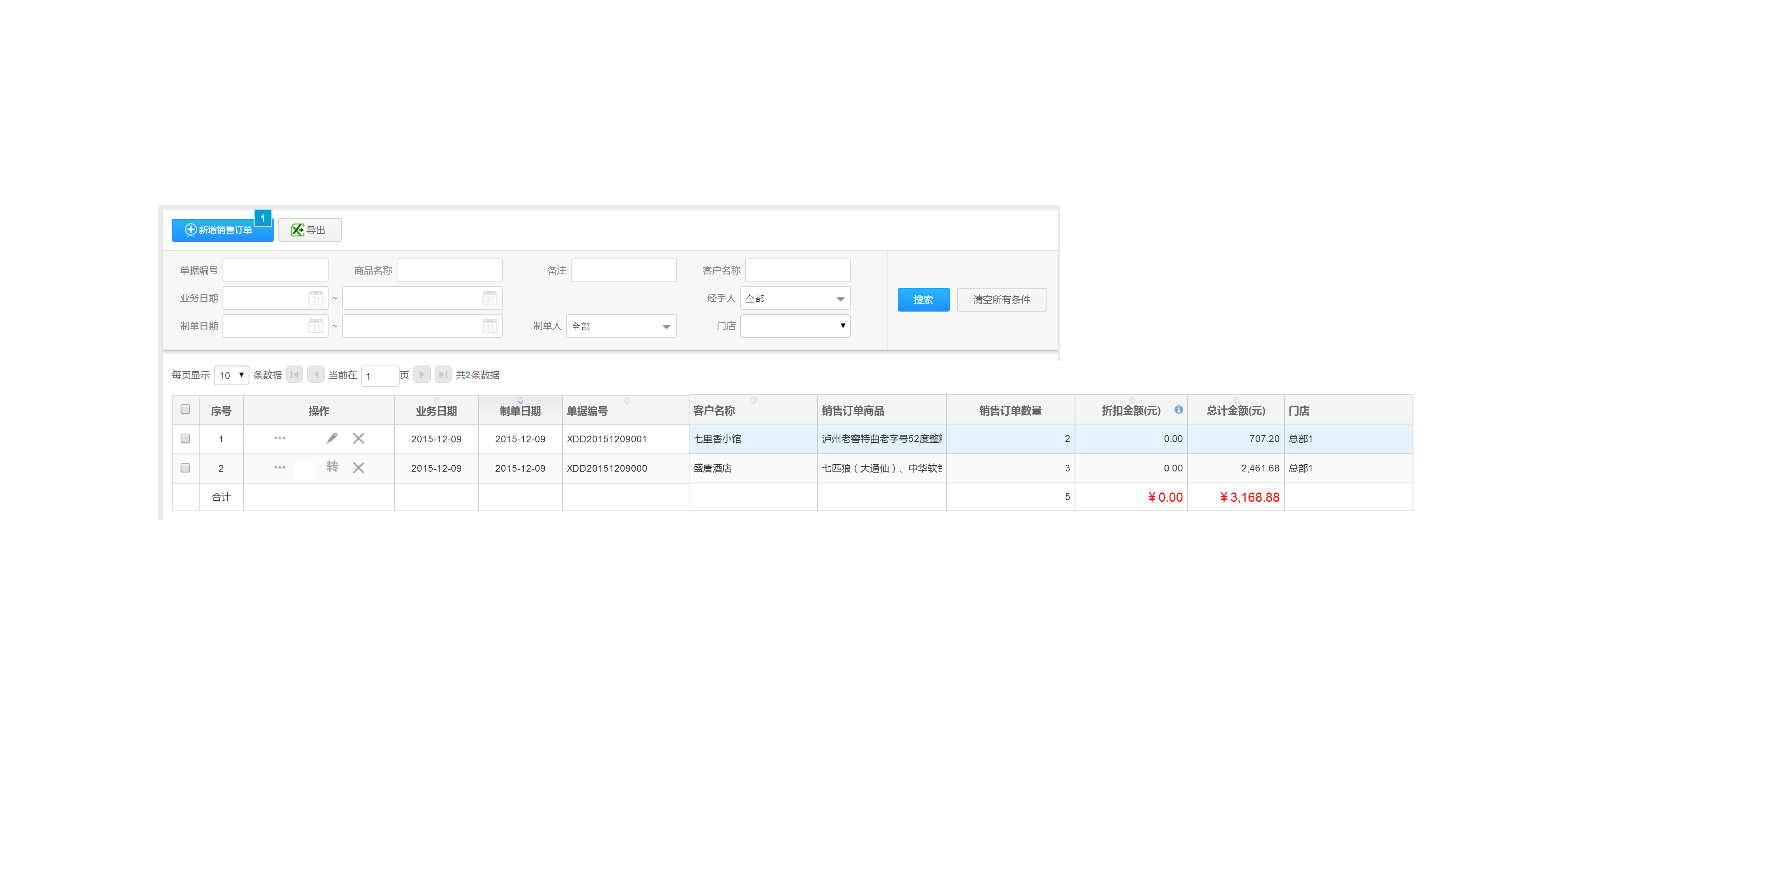 新增销售订单 1 导出
单据编号 商品名称 备注 客户名称
业务日期 31 ~ 31 经手人 全部 搜索 清空所有条件
制单日期 31 ~ 31 制单人 全部 门店
每页显示 10 条数据 当前在 1 页 共2条数据
序号 操作 业务日期 制单日期 单据编号 客户名称 销售订单商品 销售订单数量 折扣金额(元) 总计金额(元) 门店
1 ••• 2015-12-09 2015-12-09 XDD20151209001 七里香小馆 泸州老窖特曲老字号52度整 2 0.00 707.20 总部1
2 ••• 转 2015-12-09 2015-12-09 XDD20151209000 盛唐酒店 七匹狼（大通仙）、中华软 3 0.00 2,461.68 总部1
合计 5 ￥0.00 ￥3,168.88